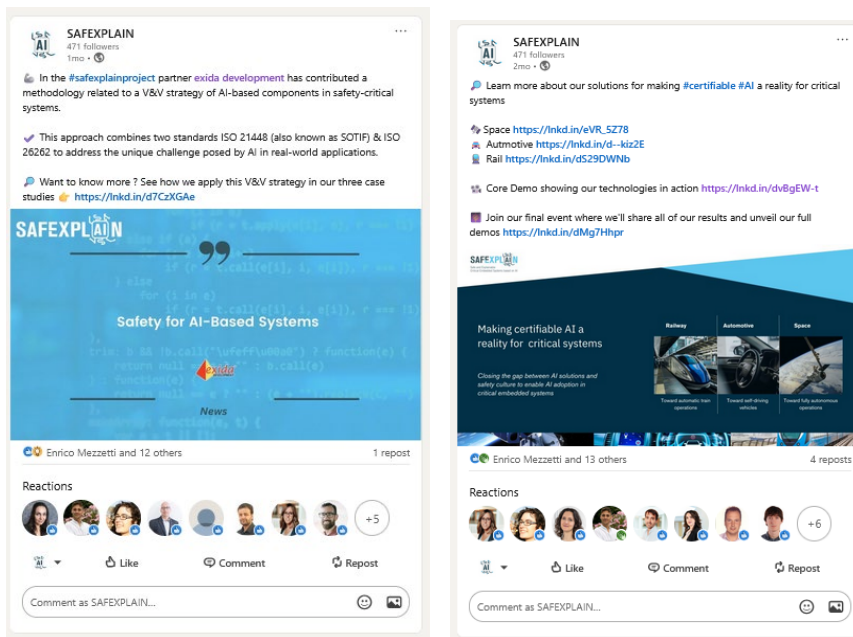 SAFEXPLAIN
471 followers
1mo •
In the #safexplainproject partner exida development has contributed a
methodology related to a V&V strategy of AI-based components in safety-critical
systems.
This approach combines two standards ISO 21448 (also known as SOTIF) & ISO
26262 to address the unique challenge posed by AI in real-world applications.
Want to know more ? See how we apply this V&V strategy in our three case
studies https://lnkd.in/d7CzXGAe
SAFEXPLAIN
Safety for AI-Based Systems
exida
News
Enrico Mezzetti and 12 others
1 repost
Reactions
+5
Like
Comment
Repost
Comment as SAFEXPLAIN...
SAFEXPLAIN
471 followers
2mo •
Learn more about our solutions for making #certifiable #AI a reality for critical
systems
Space https://lnkd.in/eVR_5Z78
Autmotive https://lnkd.in/d--kiz2E
Rail https://lnkd.in/dS29DWNb
Core Demo showing our technologies in action https://lnkd.in/dvBgEW-t
Join our final event where we'll share all of our results and unveil our full
demos https://lnkd.in/dMg7Hhpr
SAFEXPLAIN
Making certifiable AI a
reality for critical systems
Closing the gap between AI solutions and
safety culture to enable AI adoption in
critical embedded systems
Railway
Automotive
Space
Toward automatic train
operations
Toward self-driving
vehicles
Toward fully autonomous
operations
Enrico Mezzetti and 13 others
4 reposts
Reactions
+6
Like
Comment
Repost
Comment as SAFEXPLAIN...